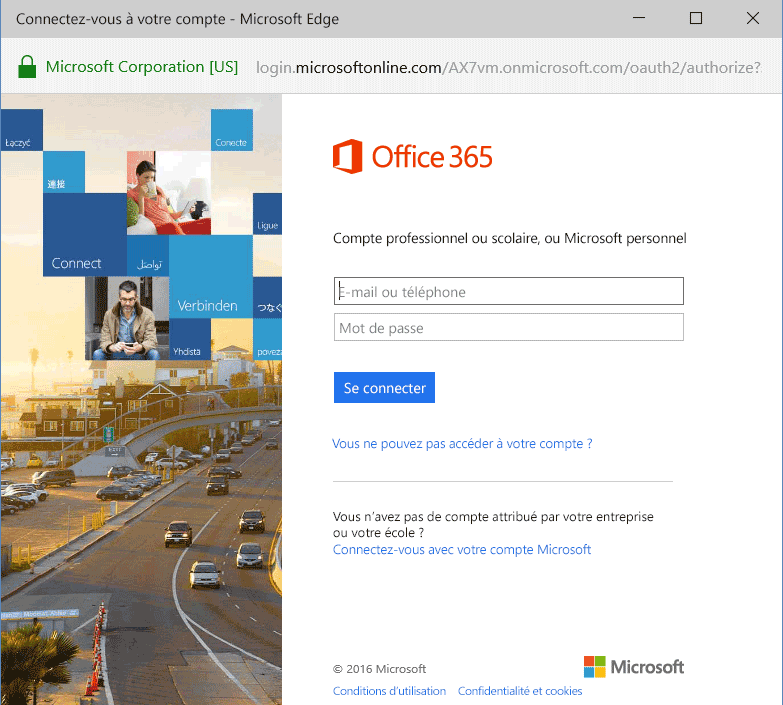 Connectez-vous à votre compte - Microsoft Edge
Microsoft Corporation [US] login.microsoftonline.com/AX7vm.onmicrosoft.com/oauth2/authorize?
Łączyć
Conecte
連接
Ligue
Connect
تواصل
Verbinden
つなぐ
Yhdistä
poveza
EXIT
Office 365
Compte professionnel ou scolaire, ou Microsoft personnel
E-mail ou téléphone
Mot de passe
Se connecter
Vous ne pouvez pas accéder à votre compte ?
Vous n’avez pas de compte attribué par votre entreprise
ou votre école ?
Connectez-vous avec votre compte Microsoft
© 2016 Microsoft
Microsoft
Conditions d’utilisation Confidentialité et cookies